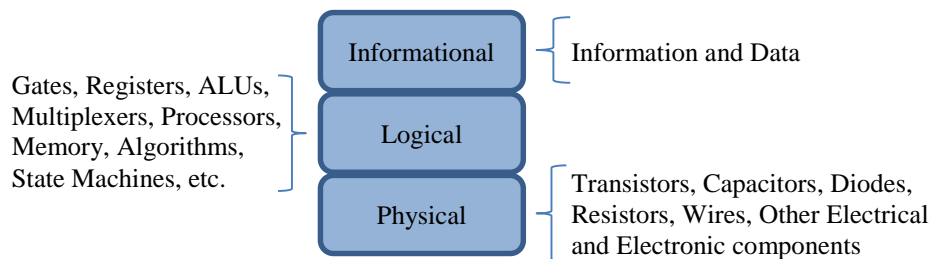 Informational
Information and Data
Gates, Registers, ALUs,
Multiplexers, Processors,
Memory, Algorithms,
State Machines, etc.
Logical
Physical
Transistors, Capacitors, Diodes,
Resistors, Wires, Other Electrical
and Electronic components